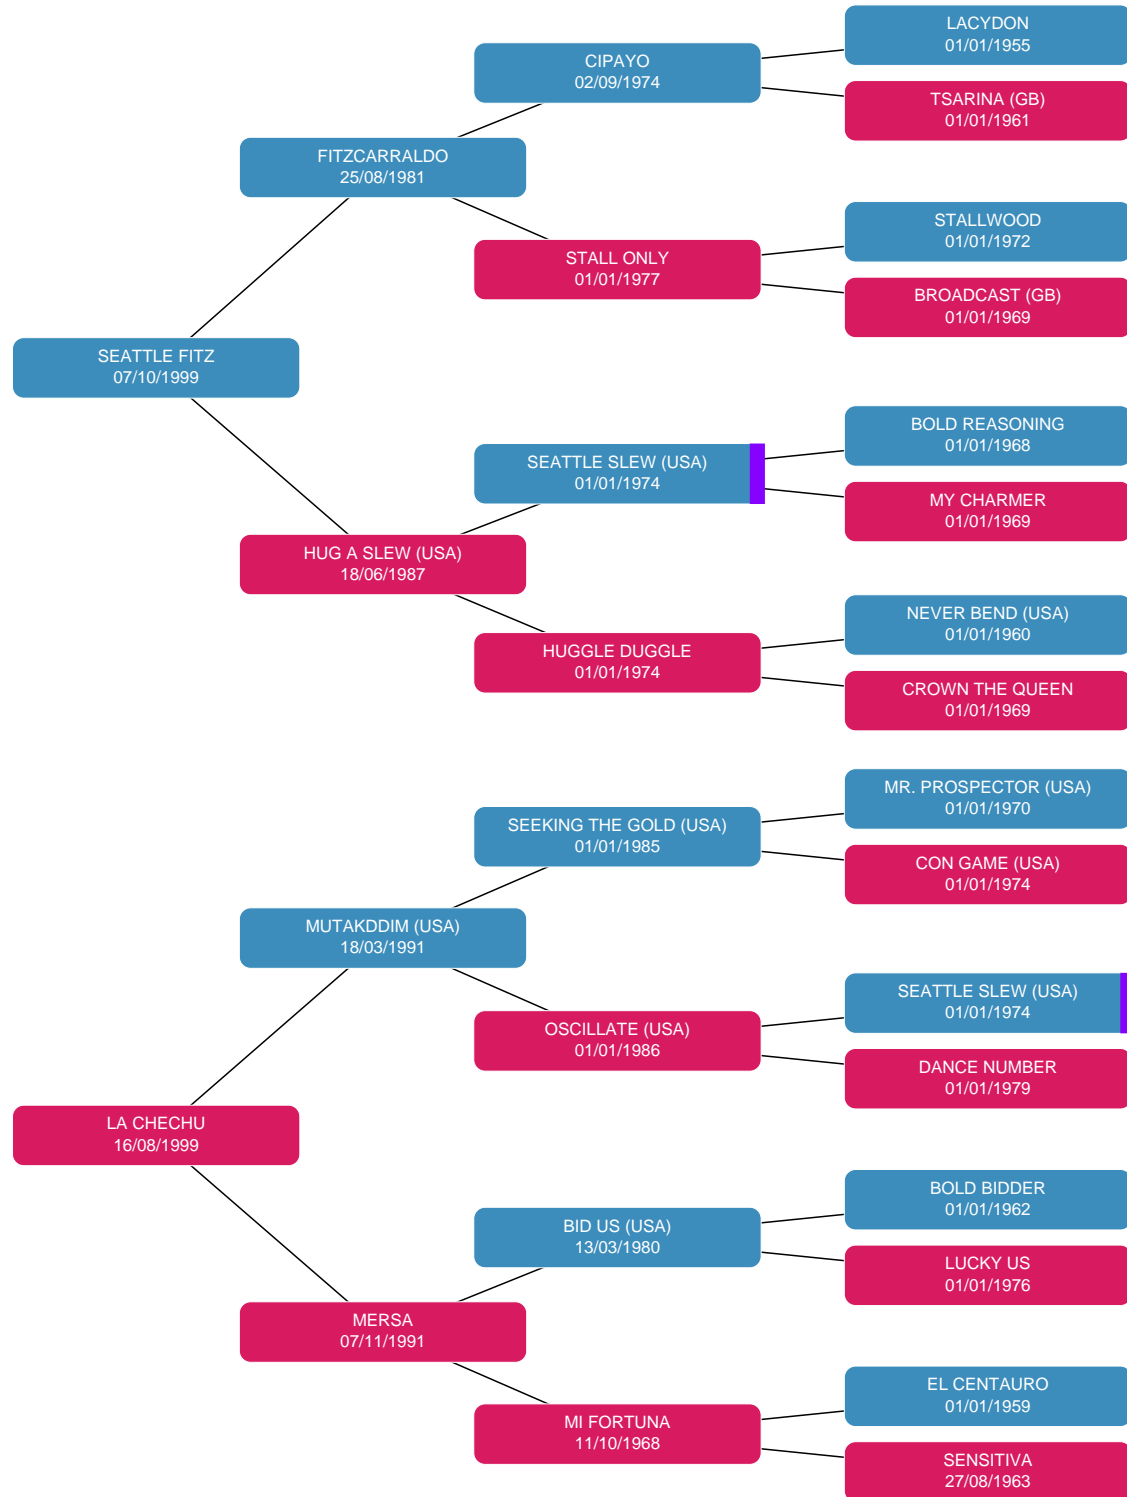 LACYDON
01/01/1955
CIPAYO
02/09/1974
TSARINA (GB)
01/01/1961
FITZCARRALDO
25/08/1981
STALLWOOD
01/01/1972
STALL ONLY
01/01/1977
BROADCAST (GB)
01/01/1969
SEATTLE FITZ
07/10/1999
BOLD REASONING
01/01/1968
SEATTLE SLEW (USA)
01/01/1974
MY CHARMER
01/01/1969
HUG A SLEW (USA)
18/06/1987
NEVER BEND (USA)
01/01/1960
HUGGLE DUGGLE
01/01/1974
CROWN THE QUEEN
01/01/1969
MR. PROSPECTOR (USA)
01/01/1970
SEEKING THE GOLD (USA)
01/01/1985
CON GAME (USA)
01/01/1974
MUTAKDDIM (USA)
18/03/1991
SEATTLE SLEW (USA)
01/01/1974
OSCILLATE (USA)
01/01/1986
DANCE NUMBER
01/01/1979
LA CHECHU
16/08/1999
BOLD BIDDER
01/01/1962
BID US (USA)
13/03/1980
LUCKY US
01/01/1976
MERSA
07/11/1991
EL CENTAURO
01/01/1959
MI FORTUNA
11/10/1968
SENSITIVA
27/08/1963